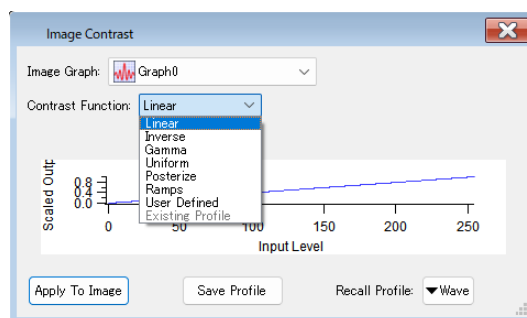 Image Contrast
Image Graph: Graph0
Contrast Function: Linear
Linear
Inverse
Gamma
Uniform
Posterize
Ramps
User Defined
Existing Profile
Scaled Outp
0.8
0.4
0.0
0 50 100 150 200 250
Input Level
Apply To Image Save Profile Recall Profile: Wave